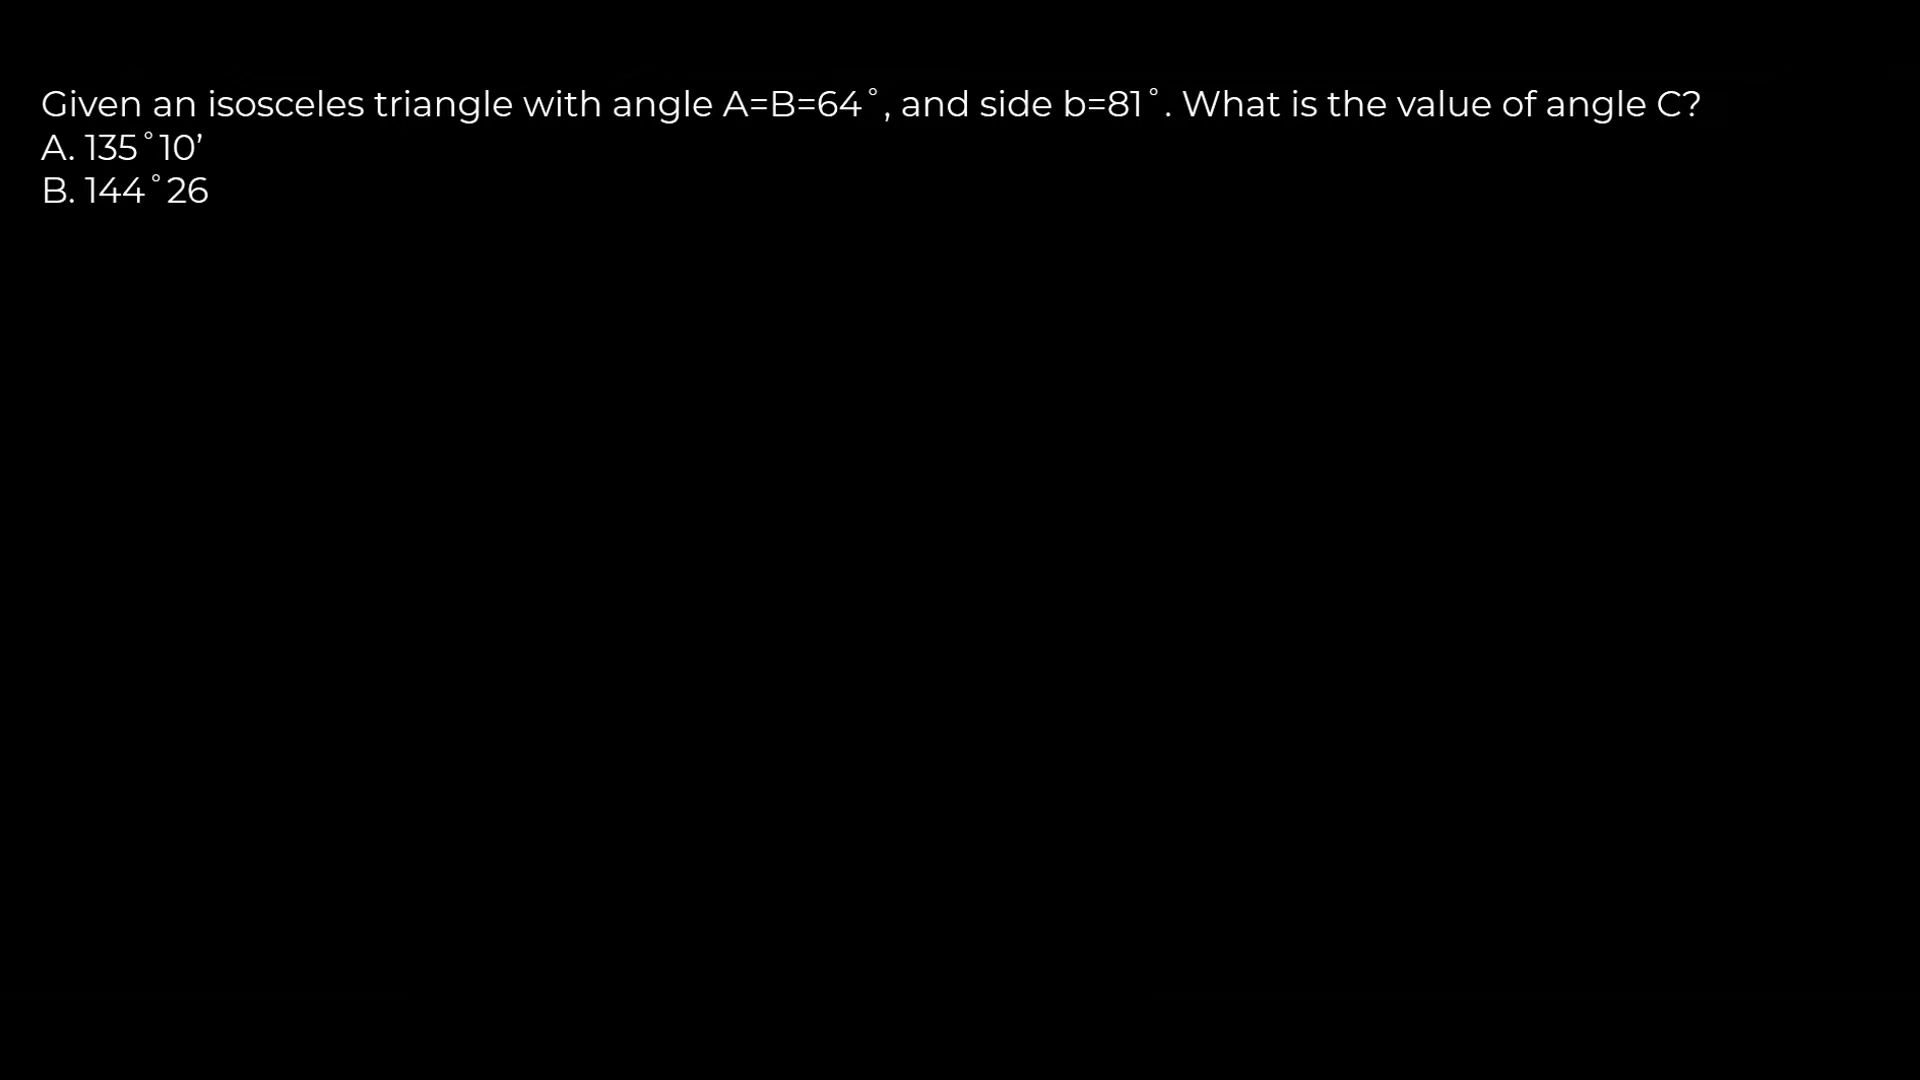 Given an isosceles triangle with angle A=B=64˚, and side b=81˚. What is the value of angle C?
A. 135˚10’
B. 144˚26